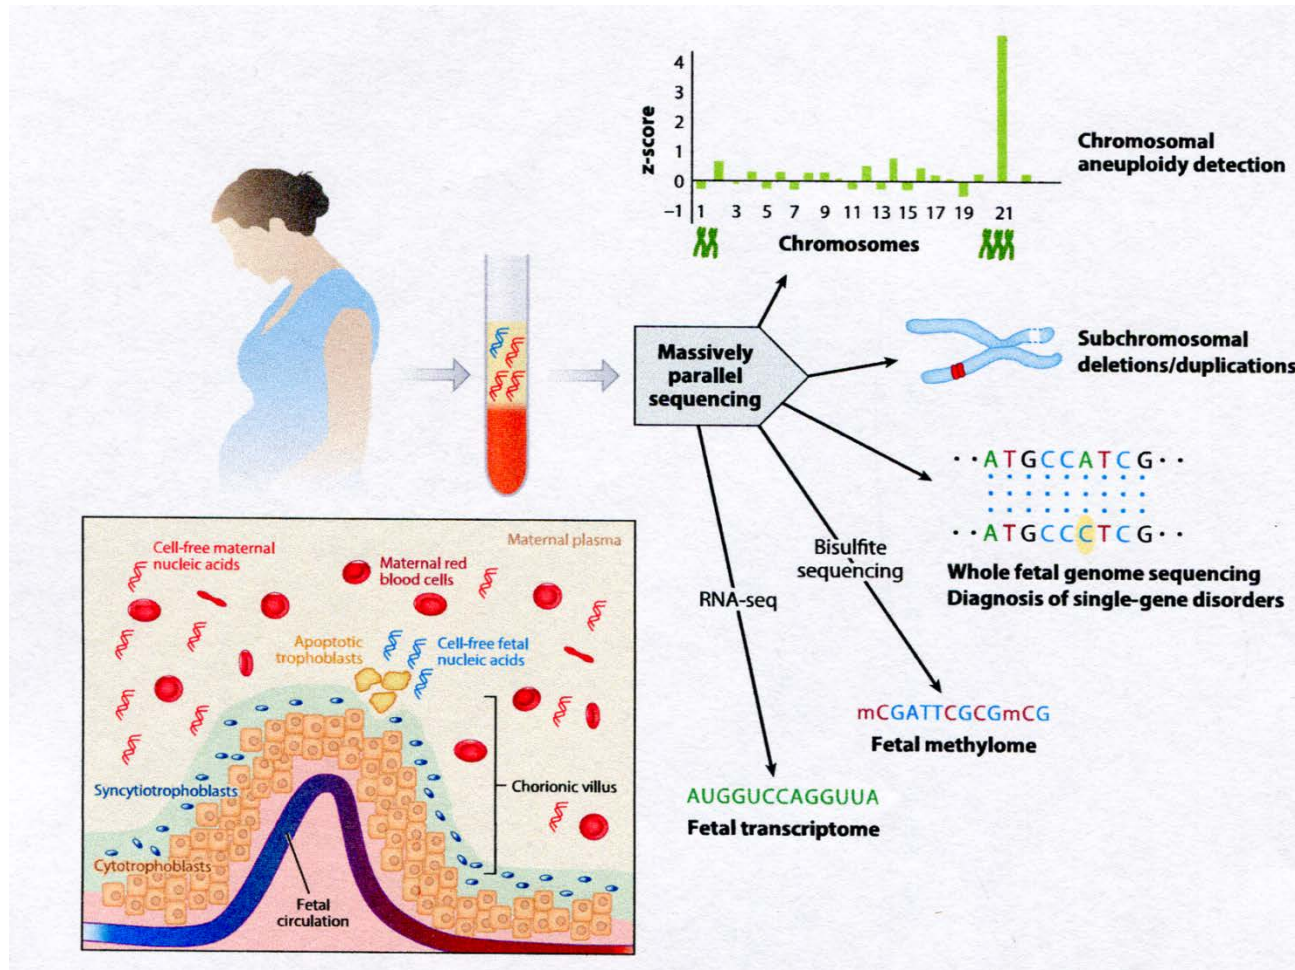 4
3
2
1
0
−1
z-score
1 3 5 7 9 11 13 15 17 19 21
Chromosomes
Chromosomal
aneuploidy detection
Massively
parallel
sequencing
Subchromosomal
deletions/duplications
··ATGCCATCG··
··ATGCCCTCG··
Whole fetal genome sequencing
Diagnosis of single-gene disorders
Bisulfite
sequencing
RNA-seq
mCGATTCGCGmCG
Fetal methylome
AUGGUCCAGGUUA
Fetal transcriptome
Maternal plasma
Cell-free maternal
nucleic acids
Maternal red
blood cells
Apoptotic
trophoblasts
Cell-free fetal
nucleic acids
Syncytiotrophoblasts
Chorionic villus
Cytotrophoblasts
Fetal
circulation